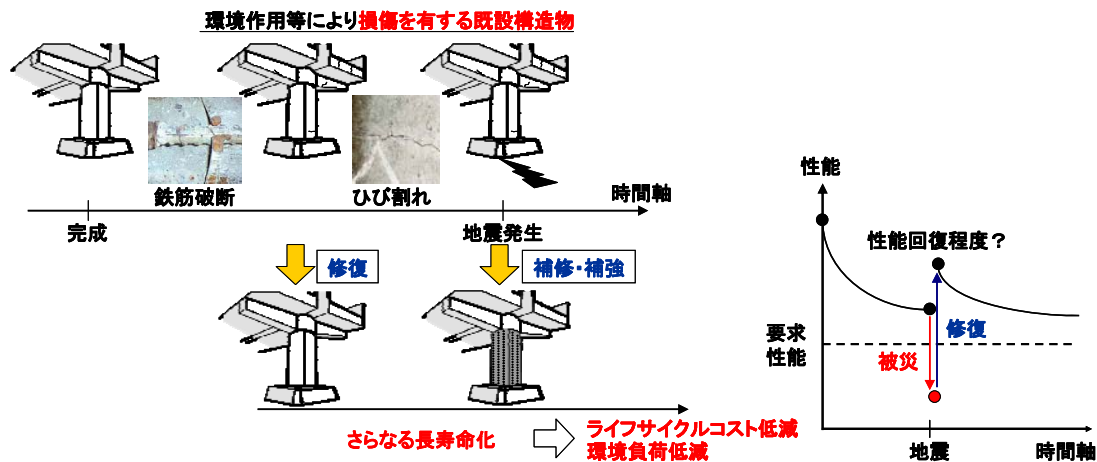 環境作用等により損傷を有する既設構造物
鉄筋破断
ひび割れ
時間軸
完成
地震発生
修復
補修・補強
さらなる長寿命化
ライフサイクルコスト低減
環境負荷低減
性能
性能回復程度？
要求
性能
修復
被災
地震
時間軸